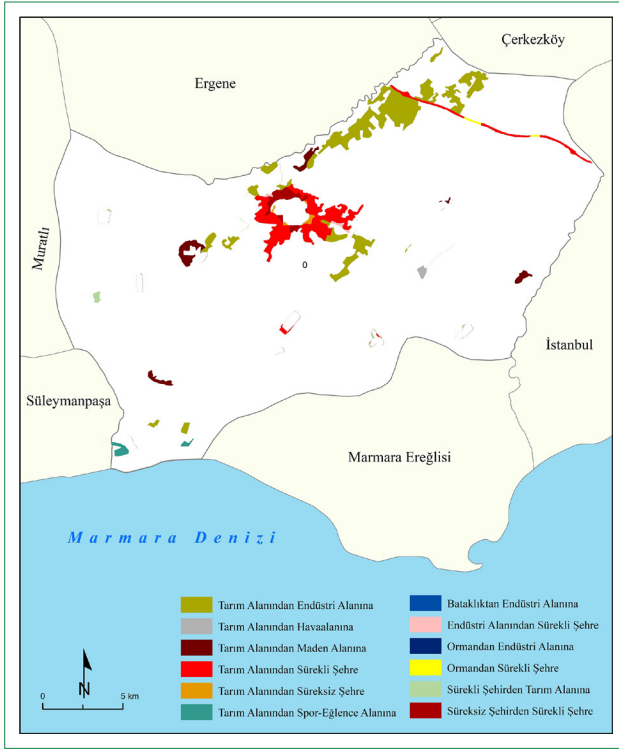 Çerkezköy
Ergene
Muratlı
İstanbul
Süleymanpaşa
Marmara Ereğlisi
0
Marmara Denizi
Tarım Alanından Endüstri Alanına
Tarım Alanından Havaalanına
Tarım Alanından Maden Alanına
Tarım Alanından Sürekli Şehre
Tarım Alanından Süreksiz Şehre
Tarım Alanından Spor-Eğlence Alanına
Bataklıktan Endüstri Alanına
Endüstri Alanından Sürekli Şehre
Ormandan Endüstri Alanına
Ormandan Sürekli Şehre
Sürekli Şehirden Tarım Alanına
Süreksiz Şehirden Sürekli Şehre
N
0 5 km